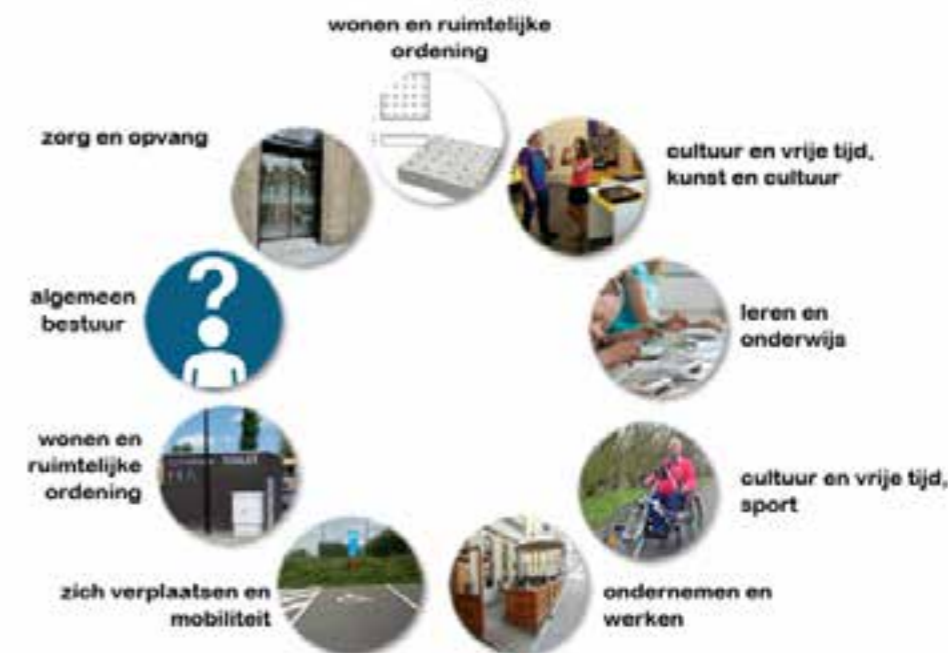 wonen en ruimtelijke
ordening
zorg en opvang
cultuur en vrije tijd,
kunst en cultuur
algemeen
bestuur
leren en
onderwijs
wonen en
ruimtelijke
ordening
TOILET
cultuur en vrije tijd,
sport
zich verplaatsen en
mobiliteit
ondernemen en
werken
?